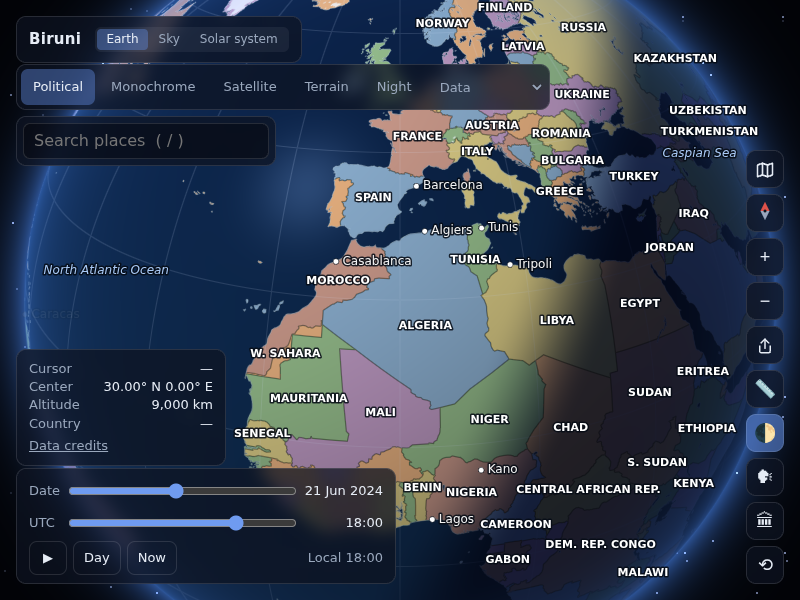 Biruni
Earth
Sky
Solar system
Political
Monochrome
Satellite
Terrain
Night
Data
Search places ( / )
FINLAND
NORWAY
RUSSIA
LATVIA
KAZAKHSTAN
UKRAINE
UZBEKISTAN
AUSTRIA
ROMANIA
TURKMENISTAN
FRANCE
ITALY
BULGARIA
Caspian Sea
TURKEY
SPAIN
Barcelona
GREECE
IRAQ
Algiers
Tunis
JORDAN
North Atlantic Ocean
Casablanca
TUNISIA
Tripoli
MOROCCO
EGYPT
Caracas
ALGERIA
LIBYA
W. SAHARA
ERITREA
MAURITANIA
MALI
NIGER
SUDAN
CHAD
ETHIOPIA
SENEGAL
S. SUDAN
Kano
KENYA
BENIN
NIGERIA
CENTRAL AFRICAN REP.
Lagos
CAMEROON
DEM. REP. CONGO
GABON
MALAWI
Cursor —
Center 30.00° N 0.00° E
Altitude 9,000 km
Country —
Data credits
Date 21 Jun 2024
UTC 18:00
Day
Now
Local 18:00